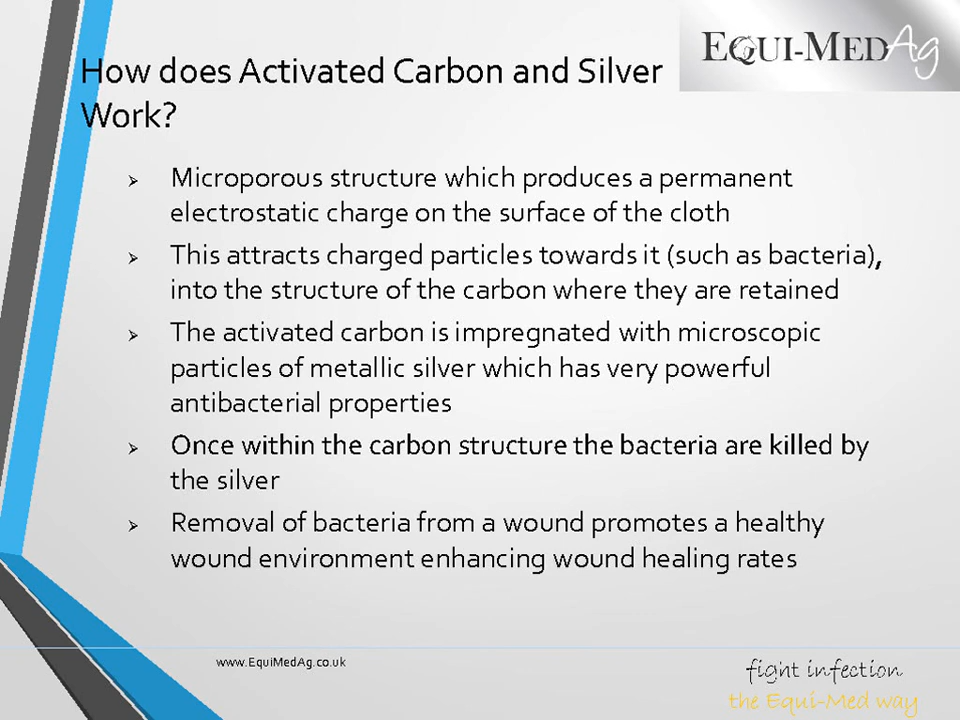 EQUI-MEDAg
How does Activated Carbon and Silver
Work?
➢ Microporous structure which produces a permanent
electrostatic charge on the surface of the cloth
➢ This attracts charged particles towards it (such as bacteria),
into the structure of the carbon where they are retained
➢ The activated carbon is impregnated with microscopic
particles of metallic silver which has very powerful
antibacterial properties
➢ Once within the carbon structure the bacteria are killed by
the silver
➢ Removal of bacteria from a wound promotes a healthy
wound environment enhancing wound healing rates
www.EquiMedAg.co.uk
fight infection
the Equi-Med way